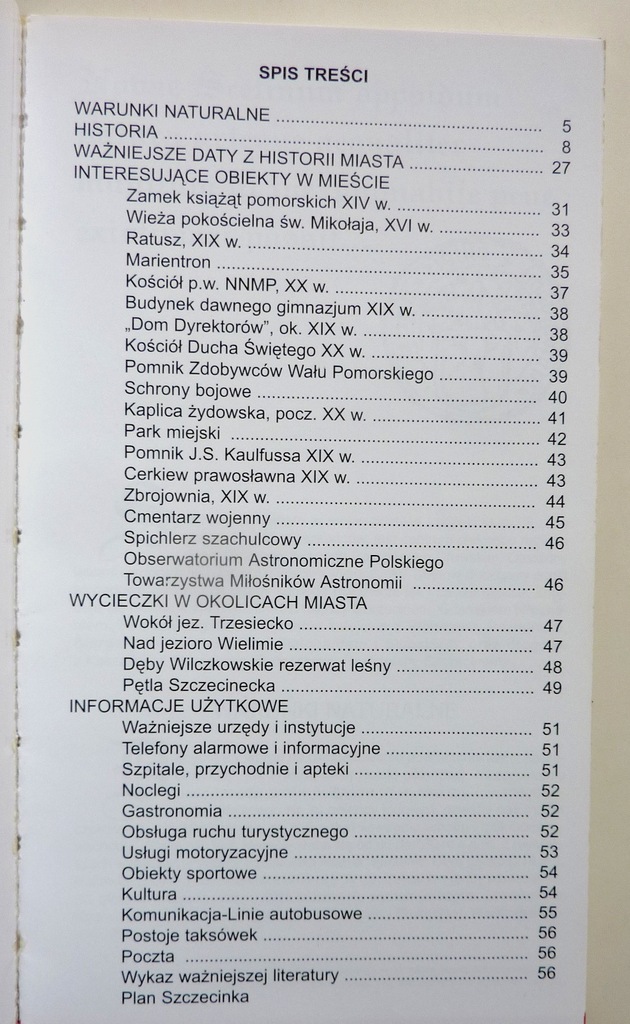 SPIS TREŚCI
WARUNKI NATURALNE ........ 5
HISTORIA ........ 8
WAŻNIEJSZE DATY Z HISTORII MIASTA ........ 27
INTERESUJĄCE OBIEKTY W MIEŚCIE
Zamek książąt pomorskich XIV w. ........ 31
Wieża pokościelna św. Mikołaja, XVI w. ........ 33
Ratusz, XIX w. ........ 34
Marientron ........ 35
Kościół p.w. NNMP, XX w. ........ 37
Budynek dawnego gimnazjum XIX w. ........ 38
„Dom Dyrektorów”, ok. XIX w. ........ 38
Kościół Ducha Świętego XX w. ........ 39
Pomnik Zdobywców Wału Pomorskiego ........ 39
Schrony bojowe ........ 40
Kaplica żydowska, pocz. XX w. ........ 41
Park miejski ........ 42
Pomnik J.S. Kaulfussa XIX w. ........ 43
Cerkiew prawosławna XIX w. ........ 43
Zbrojownia, XIX w. ........ 44
Cmentarz wojenny ........ 45
Spichlerz szachulcowy ........ 46
Obserwatorium Astronomiczne Polskiego
Towarzystwa Miłośników Astronomii ........ 46
WYCIECZKI W OKOLICACH MIASTA
Wokół jez. Trzesiecko ........ 47
Nad jezioro Wielimie ........ 47
Dęby Wilczkowskie rezerwat leśny ........ 48
Pętla Szczecinecka ........ 49
INFORMACJE UŻYTKOWE
Ważniejsze urzędy i instytucje ........ 51
Telefony alarmowe i informacyjne ........ 51
Szpitale, przychodnie i apteki ........ 51
Noclegi ........ 52
Gastronomia ........ 52
Obsługa ruchu turystycznego ........ 52
Usługi motoryzacyjne ........ 53
Obiekty sportowe ........ 54
Kultura ........ 54
Komunikacja-Linie autobusowe ........ 55
Postoje taksówek ........ 56
Poczta ........ 56
Wykaz ważniejszej literatury ........ 56
Plan Szczecinka